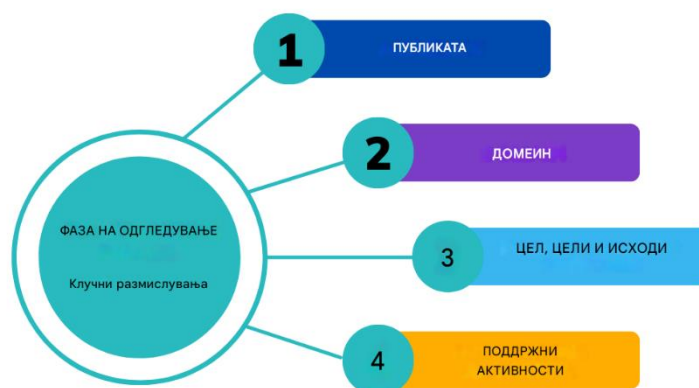 1
ПУБЛИКАТА
2
ДОМЕИН
ФАЗА НА ОДГЛЕДУВАЊЕ
Клучни размислувања
3
ЦЕЛ, ЦЕЛИ И ИСХОДИ
4
ПОДДРЖНИ
АКТИВНОСТИ